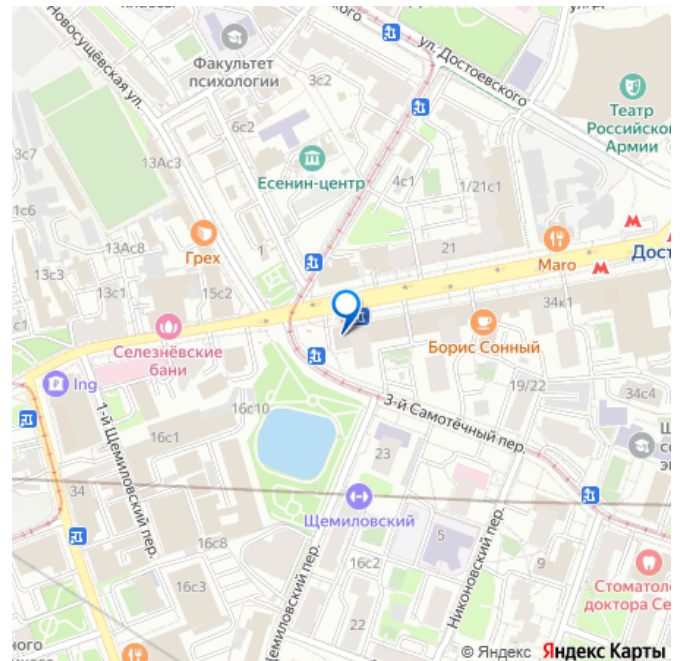 Новосущёвская ул.
Факультет
психологии
3с2
ул. Достоевского
Театр
Российской
Армии
6с2
3с7
13Ас3
Есенин-центр
4с1
1/21с1
1с6
13Ас8
Грех
1
21
Maro
13с3
13с1
15с2
34к1
Селезнёвские
бани
Борис Сонный
Ing
1-й Щемиловский пер.
16с10
3-й Самотёчный пер.
19/22
34с4
16с1
34
23
Щемиловский
16с8
5
16с2
9
16с3
Никоновский пер.
Стоматоло
доктора Се
22
© Яндекс Яндекс Карты